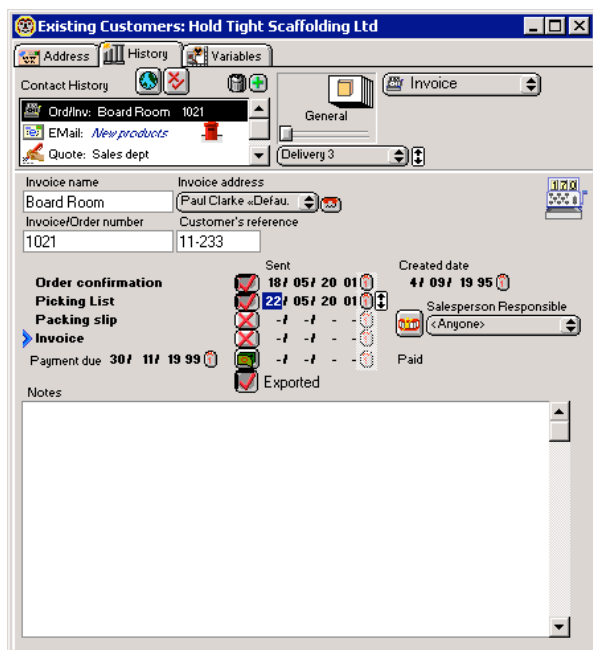 Existing Customers: Hold Tight Scaffolding Ltd
Address History Variables
Contact History
Invoice
Ord/Inv: Board Room 1021
EMail: New products
Quote: Sales dept
General
Delivery 3
Invoice name Invoice address
Board Room Paul Clarke «Defau.
170
Invoice/Order number Customer's reference
1021 11-233
Sent Created date
Order confirmation 18/ 05/ 20 01 4/ 09/ 19 95
Picking List 22/ 05/ 20 01
Salesperson Responsible
Packing slip -/ -/ - -
<Anyone>
Invoice -/ -/ - -
Payment due 30/ 11/ 19 99 -/ -/ - - Paid
Exported
Notes